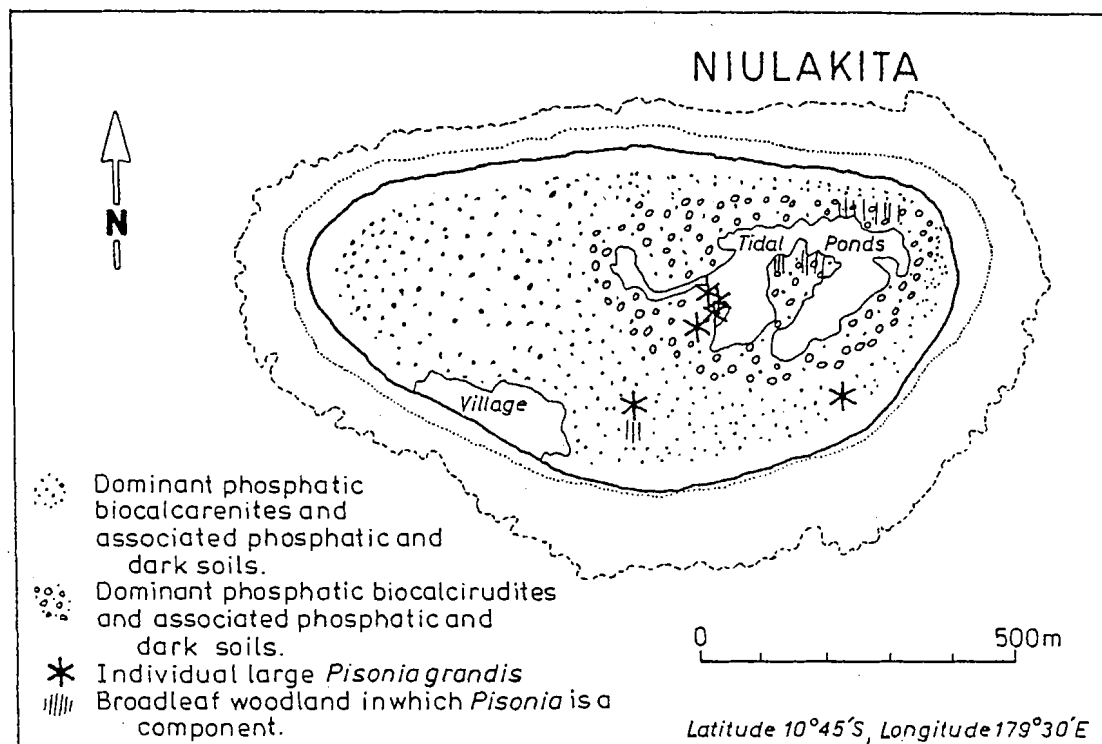 NIULAKITA
N
Tidal Ponds
Village
Dominant phosphatic
biocalcarenites and
associated phosphatic and
dark soils.
Dominant phosphatic biocalcirudites
and associated phosphatic and
dark soils.
Individual large Pisonia grandis
Broadleaf woodland in which Pisonia is a
component.
0 500m
Latitude 10°45'S, Longitude 179°30'E